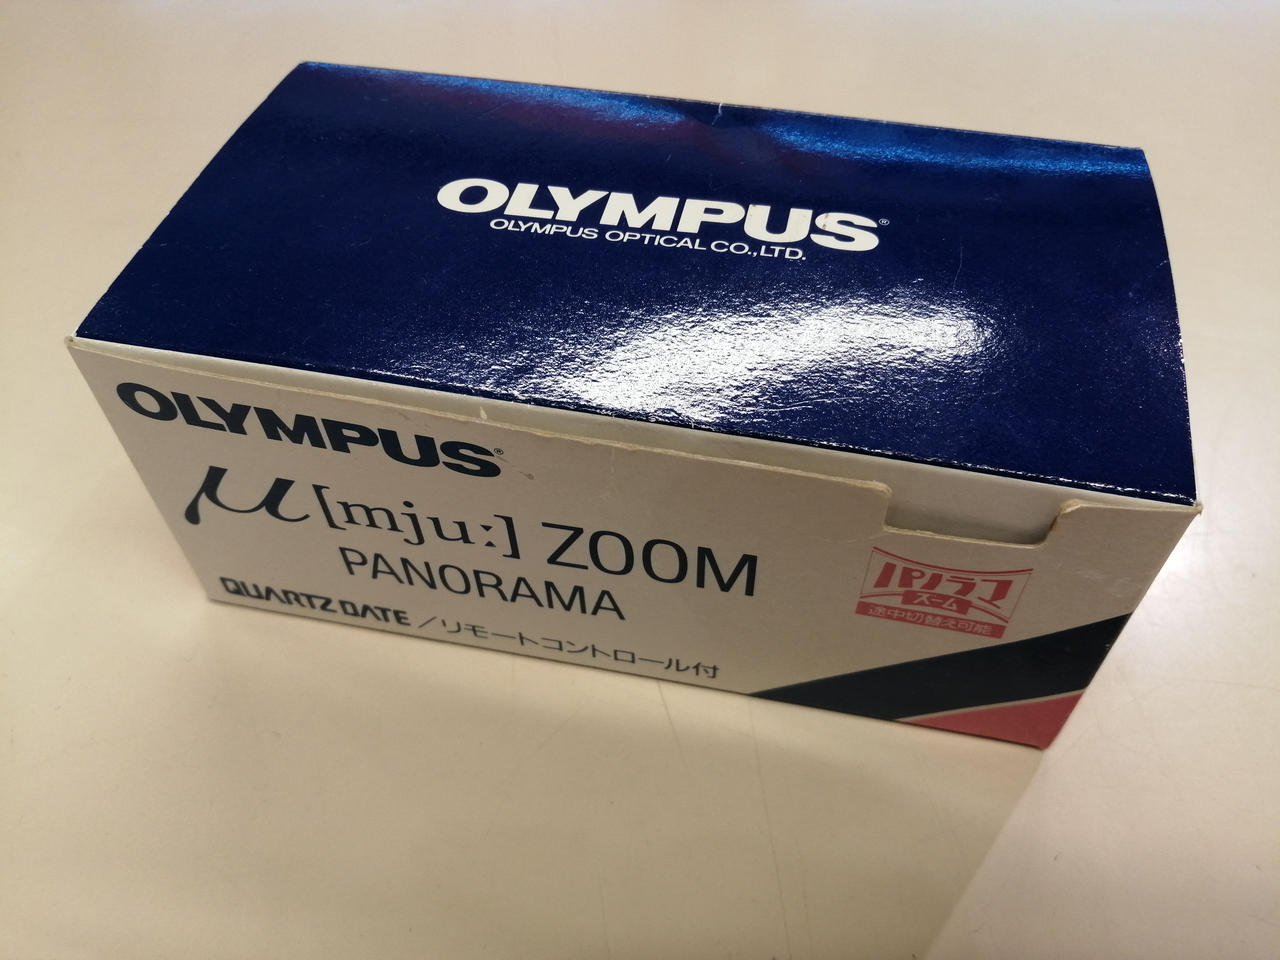 OLYMPUS®
OLYMPUS OPTICAL CO.,LTD.
OLYMPUS®
μ[mju:] ZOOM
PANORAMA
QUARTZ DATE／リモートコントロール付
パノラマ
ズーム
途中切替え可能